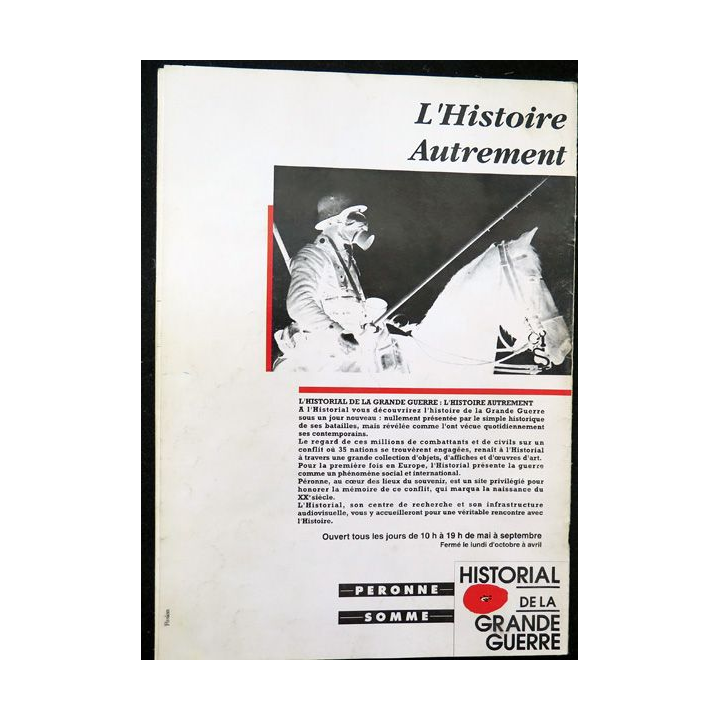 L'Histoire
Autrement
L'HISTORIAL DE LA GRANDE GUERRE : L'HISTOIRE AUTREMENT
A l'Historial vous découvrirez l'histoire de la Grande Guerre
sous un jour nouveau : nullement présentée par le simple historique
de ses batailles, mais révélée comme l'ont vécue quotidiennement
ses contemporains.
Le regard de ces millions de combattants et de civils sur un
conflit où 35 nations se trouvèrent engagées, renaît à l'Historial
à travers une grande collection d'objets, d'affiches et d'œuvres d'art.
Pour la première fois en Europe, l'Historial présente la guerre
comme un phénomène social et international.
Péronne, au cœur des lieux du souvenir, est un site privilégié pour
honorer la mémoire de ce conflit, qui marqua la naissance du
XXᵉ siècle.
L'Historial, son centre de recherche et son infrastructure
audiovisuelle, vous y accueilleront pour une véritable rencontre avec
l'Histoire.
Ouvert tous les jours de 10 h à 19 h de mai à septembre
Fermé le lundi d'octobre à avril
PERONNE
SOMME
HISTORIAL
DE LA
GRANDE
GUERRE